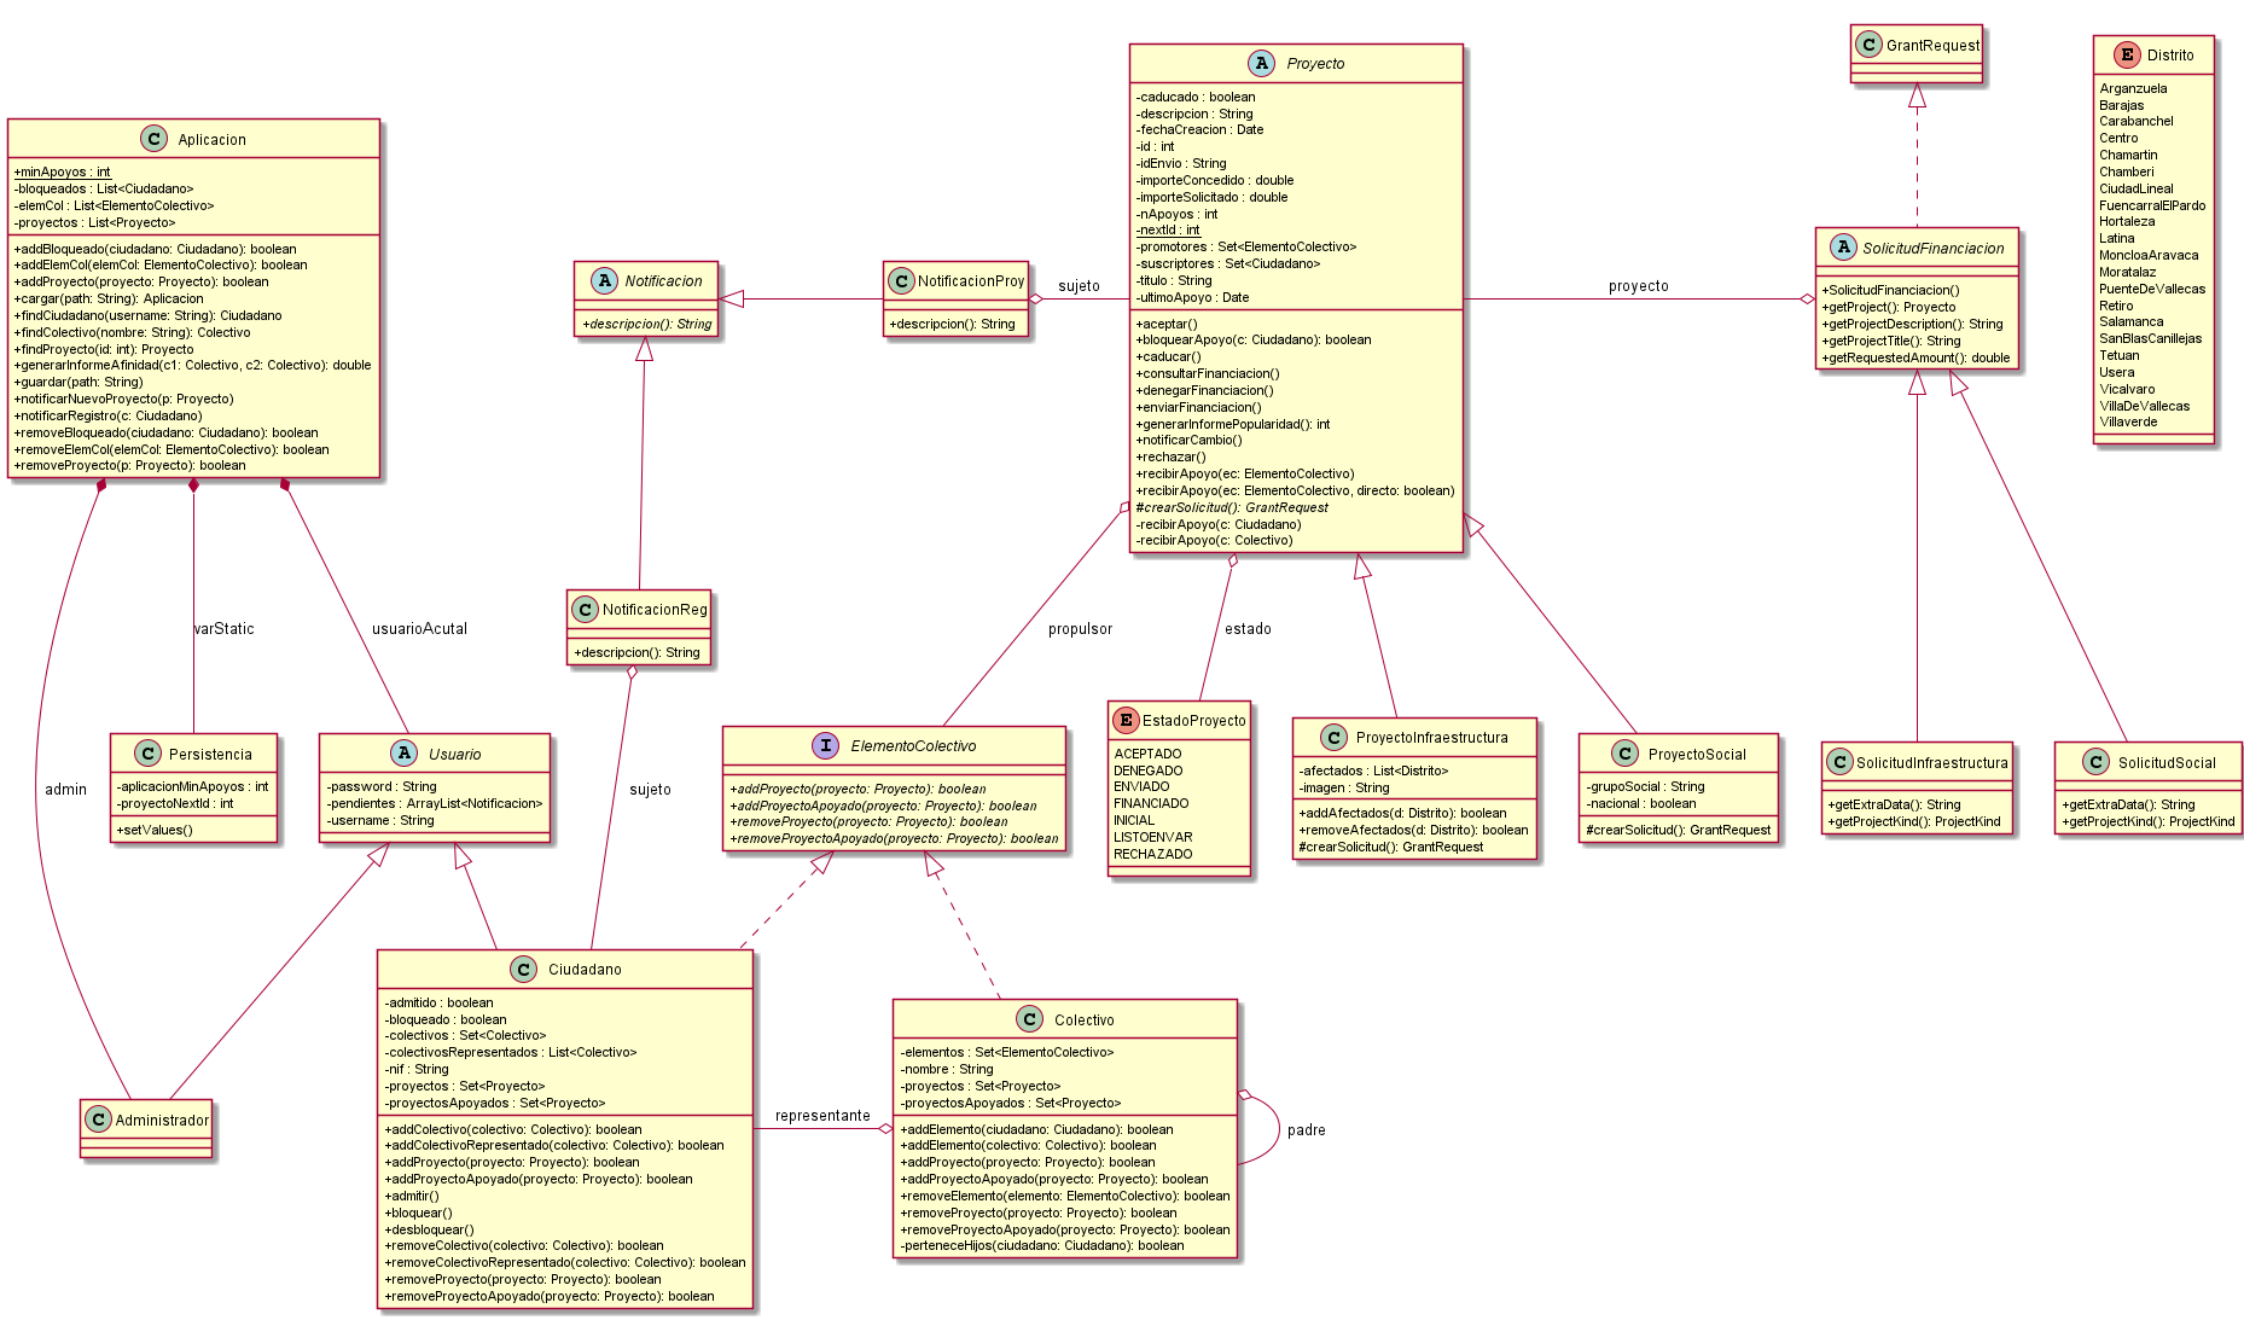 Aplicacion
+minApoyos : int
-bloqueados : List<Ciudadano>
-elemCol : List<ElementoColectivo>
-proyectos : List<Proyecto>
+addBloqueado(ciudadano: Ciudadano): boolean
+addElemCol(elemCol: ElementoColectivo): boolean
+addProyecto(proyecto: Proyecto): boolean
+cargar(path: String): Aplicacion
+findCiudadano(username: String): Ciudadano
+findColectivo(nombre: String): Colectivo
+findProyecto(id: int): Proyecto
+generarInformeAfinidad(c1: Colectivo, c2: Colectivo): double
+guardar(path: String)
+notificarNuevoProyecto(p: Proyecto)
+notificarRegistro(c: Ciudadano)
+removeBloqueado(ciudadano: Ciudadano): boolean
+removeElemCol(elemCol: ElementoColectivo): boolean
+removeProyecto(p: Proyecto): boolean
Notificacion
+descripcion(): String
NotificacionProy
+descripcion(): String
sujeto
Proyecto
-caducado : boolean
-descripcion : String
-fechaCreacion : Date
-id : int
-idEnvio : String
-importeConcedido : double
-importeSolicitado : double
-nApoyos : int
-nextId : int
-promotores : Set<ElementoColectivo>
-suscriptores : Set<Ciudadano>
-titulo : String
-ultimoApoyo : Date
+aceptar()
+bloquearApoyo(c: Ciudadano): boolean
+caducar()
+consultarFinanciacion()
+denegarFinanciacion()
+enviarFinanciacion()
+generarInformePopularidad(): int
+notificarCambio()
+rechazar()
+recibirApoyo(ec: ElementoColectivo)
+recibirApoyo(ec: ElementoColectivo, directo: boolean)
#crearSolicitud(): GrantRequest
-recibirApoyo(c: Ciudadano)
-recibirApoyo(c: Colectivo)
proyecto
GrantRequest
SolicitudFinanciacion
+SolicitudFinanciacion()
+getProject(): Proyecto
+getProjectDescription(): String
+getProjectTitle(): String
+getRequestedAmount(): double
Distrito
Arganzuela
Barajas
Carabanchel
Centro
Chamartin
Chamberi
CiudadLineal
FuencarralElPardo
Hortaleza
Latina
MoncloaAravaca
Moratalaz
PuenteDeVallecas
Retiro
Salamanca
SanBlasCanillejas
Tetuan
Usera
Vicalvaro
VillaDeVallecas
Villaverde
admin
varStatic
usuarioAcutal
NotificacionReg
+descripcion(): String
sujeto
propulsor
estado
Persistencia
-aplicacionMinApoyos : int
-proyectoNextId : int
+setValues()
Usuario
-password : String
-pendientes : ArrayList<Notificacion>
-username : String
ElementoColectivo
+addProyecto(proyecto: Proyecto): boolean
+addProyectoApoyado(proyecto: Proyecto): boolean
+removeProyecto(proyecto: Proyecto): boolean
+removeProyectoApoyado(proyecto: Proyecto): boolean
EstadoProyecto
ACEPTADO
DENEGADO
ENVIADO
FINANCIADO
INICIAL
LISTOENVAR
RECHAZADO
ProyectoInfraestructura
-afectados : List<Distrito>
-imagen : String
+addAfectados(d: Distrito): boolean
+removeAfectados(d: Distrito): boolean
#crearSolicitud(): GrantRequest
ProyectoSocial
-grupoSocial : String
-nacional : boolean
#crearSolicitud(): GrantRequest
SolicitudInfraestructura
+getExtraData(): String
+getProjectKind(): ProjectKind
SolicitudSocial
+getExtraData(): String
+getProjectKind(): ProjectKind
Administrador
Ciudadano
-admitido : boolean
-bloqueado : boolean
-colectivos : Set<Colectivo>
-colectivosRepresentados : List<Colectivo>
-nif : String
-proyectos : Set<Proyecto>
-proyectosApoyados : Set<Proyecto>
+addColectivo(colectivo: Colectivo): boolean
+addColectivoRepresentado(colectivo: Colectivo): boolean
+addProyecto(proyecto: Proyecto): boolean
+addProyectoApoyado(proyecto: Proyecto): boolean
+admitir()
+bloquear()
+desbloquear()
+removeColectivo(colectivo: Colectivo): boolean
+removeColectivoRepresentado(colectivo: Colectivo): boolean
+removeProyecto(proyecto: Proyecto): boolean
+removeProyectoApoyado(proyecto: Proyecto): boolean
representante
Colectivo
-elementos : Set<ElementoColectivo>
-nombre : String
-proyectos : Set<Proyecto>
-proyectosApoyados : Set<Proyecto>
+addElemento(ciudadano: Ciudadano): boolean
+addElemento(colectivo: Colectivo): boolean
+addProyecto(proyecto: Proyecto): boolean
+addProyectoApoyado(proyecto: Proyecto): boolean
+removeElemento(elemento: ElementoColectivo): boolean
+removeProyecto(proyecto: Proyecto): boolean
+removeProyectoApoyado(proyecto: Proyecto): boolean
-perteneceHijos(ciudadano: Ciudadano): boolean
padre